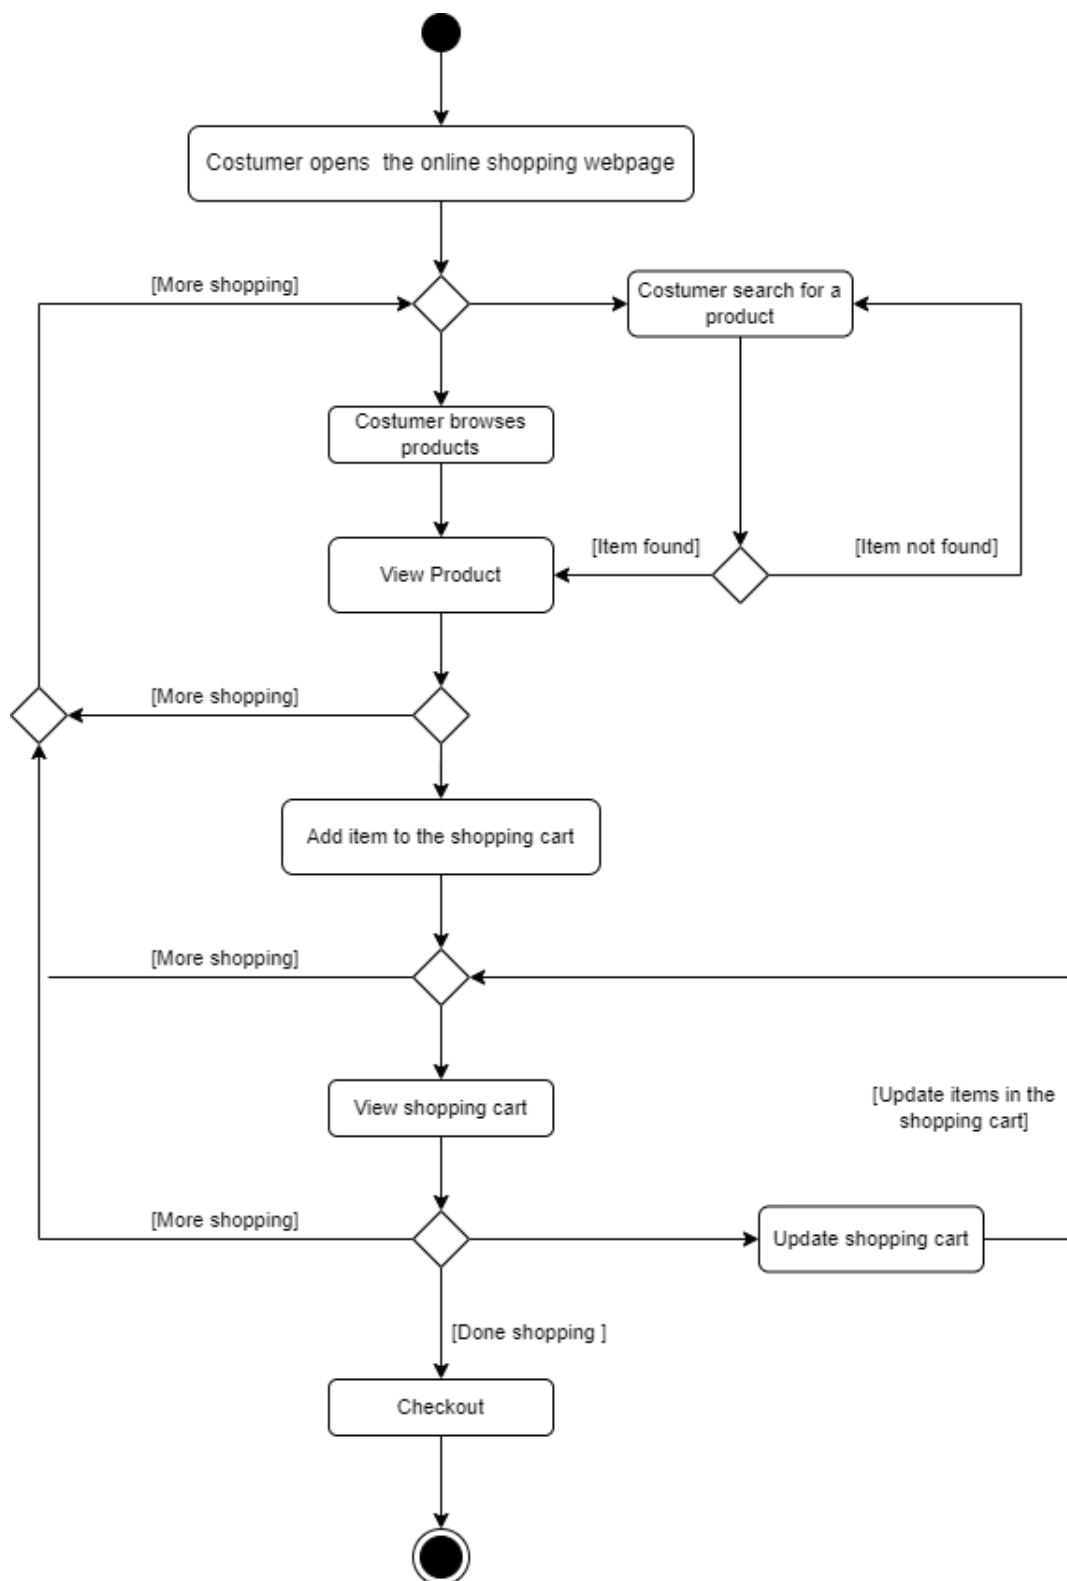 Costumer opens  the online shopping webpage
[More shopping]
Costumer search for a
product
Costumer browses
products
[Item found]
[Item not found]
View Product
[More shopping]
Add item to the shopping cart
[More shopping]
View shopping cart
[Update items in the
shopping cart]
[More shopping]
Update shopping cart
[Done shopping ]
Checkout